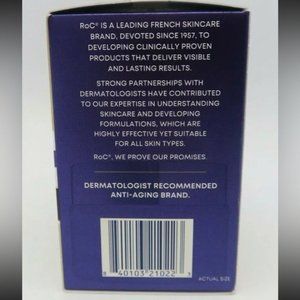 RoC® IS A LEADING FRENCH SKINCARE
BRAND, DEVOTED SINCE 1957, TO
DEVELOPING CLINICALLY PROVEN
PRODUCTS THAT DELIVER VISIBLE
AND LASTING RESULTS.
STRONG PARTNERSHIPS WITH
DERMATOLOGISTS HAVE CONTRIBUTED
TO OUR EXPERTISE IN UNDERSTANDING
SKINCARE AND DEVELOPING
FORMULATIONS, WHICH ARE
HIGHLY EFFECTIVE YET SUITABLE
FOR ALL SKIN TYPES.
RoC®, WE PROVE OUR PROMISES.
DERMATOLOGIST RECOMMENDED
ANTI-AGING BRAND.
8 40103 21022
ACTUAL SIZE